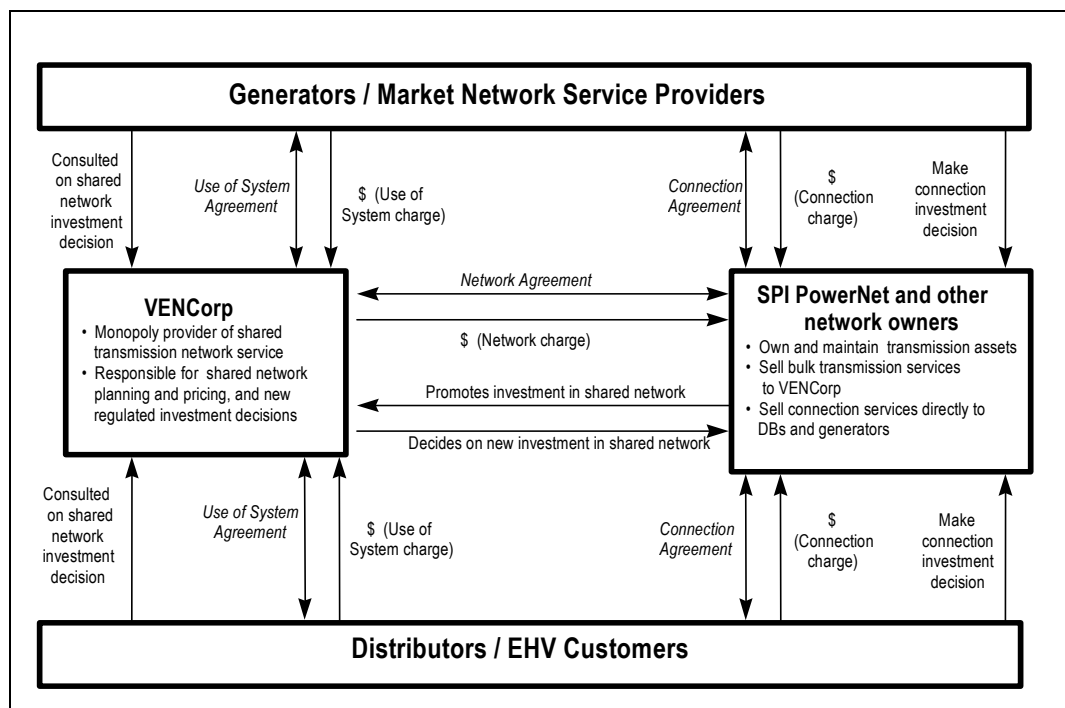 Generators / Market Network Service Providers
Consulted
on shared
network
investment
decision
Use of System
Agreement
$ (Use of
System charge)
Connection
Agreement
$
(Connection
charge)
Make
connection
investment
decision
VENCorp
• Monopoly provider of shared
transmission network service
• Responsible for shared network
planning and pricing, and new
regulated investment decisions
Network Agreement
$ (Network charge)
Promotes investment in shared network
Decides on new investment in shared network
SPI PowerNet and other
network owners
• Own and maintain transmission assets
• Sell bulk transmission services
to VENCorp
• Sell connection services directly to
DBs and generators
Consulted
on shared
network
investment
decision
Use of System
Agreement
$ (Use of
System charge)
Connection
Agreement
$
(Connection
charge)
Make
connection
investment
decision
Distributors / EHV Customers